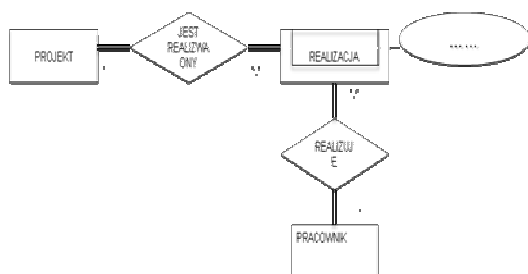 JEST
REALIZWA
ONY
PROJEKT
REALIZACJA
......
REALIZUJ
E
PRACOWNIK